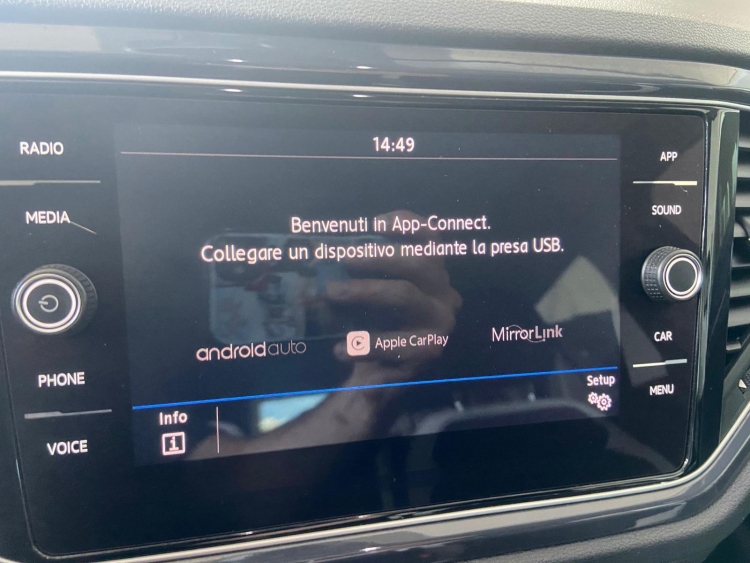 14:49
RADIO
MEDIA
PHONE
VOICE
Benvenuti in App-Connect.
Collegare un dispositivo mediante la presa USB.
androidauto
Apple CarPlay
MirrorLink
Info
i
Setup
APP
SOUND
CAR
MENU